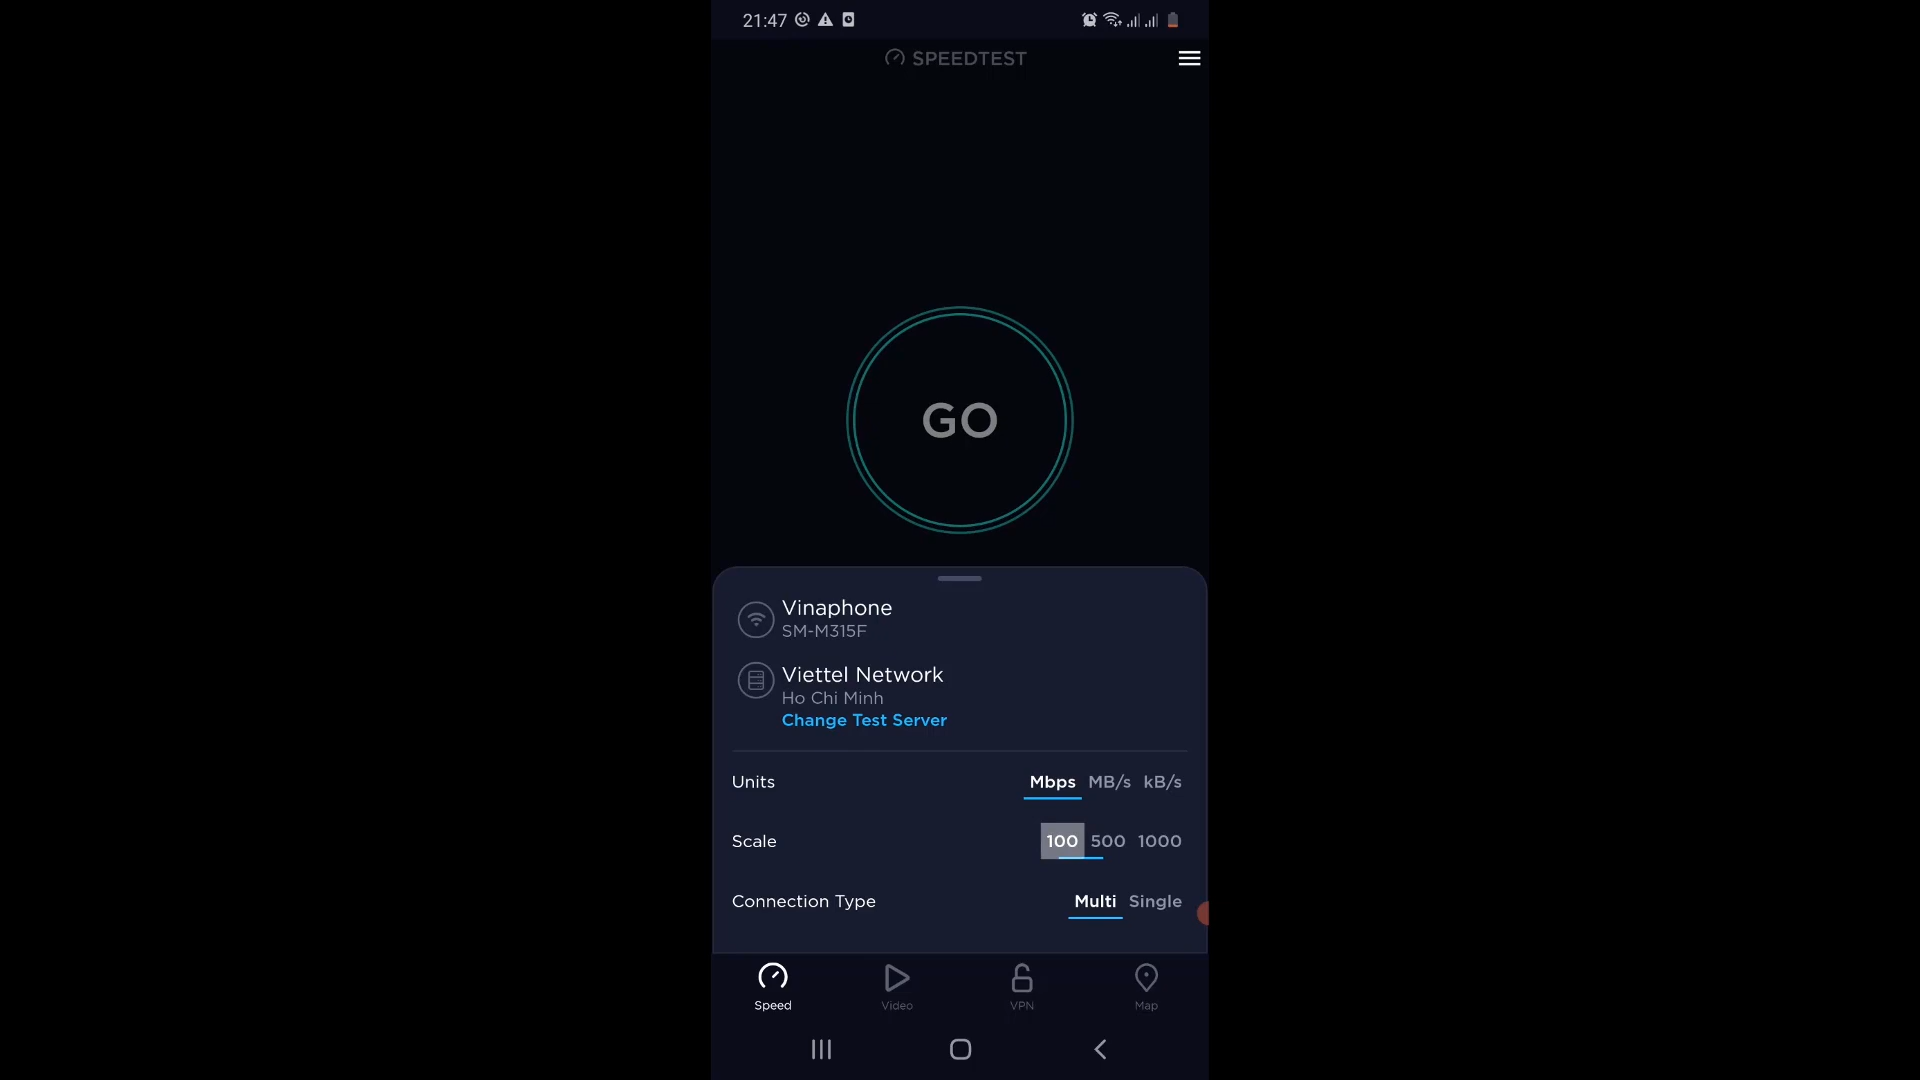 21:47
SPEEDTEST
GO
Vinaphone
SM-M315F
Viettel Network
Ho Chi Minh
Change Test Server
Units Mbps MB/s kB/s
Scale 100 500 1000
Connection Type Multi Single
Speed Video VPN Map